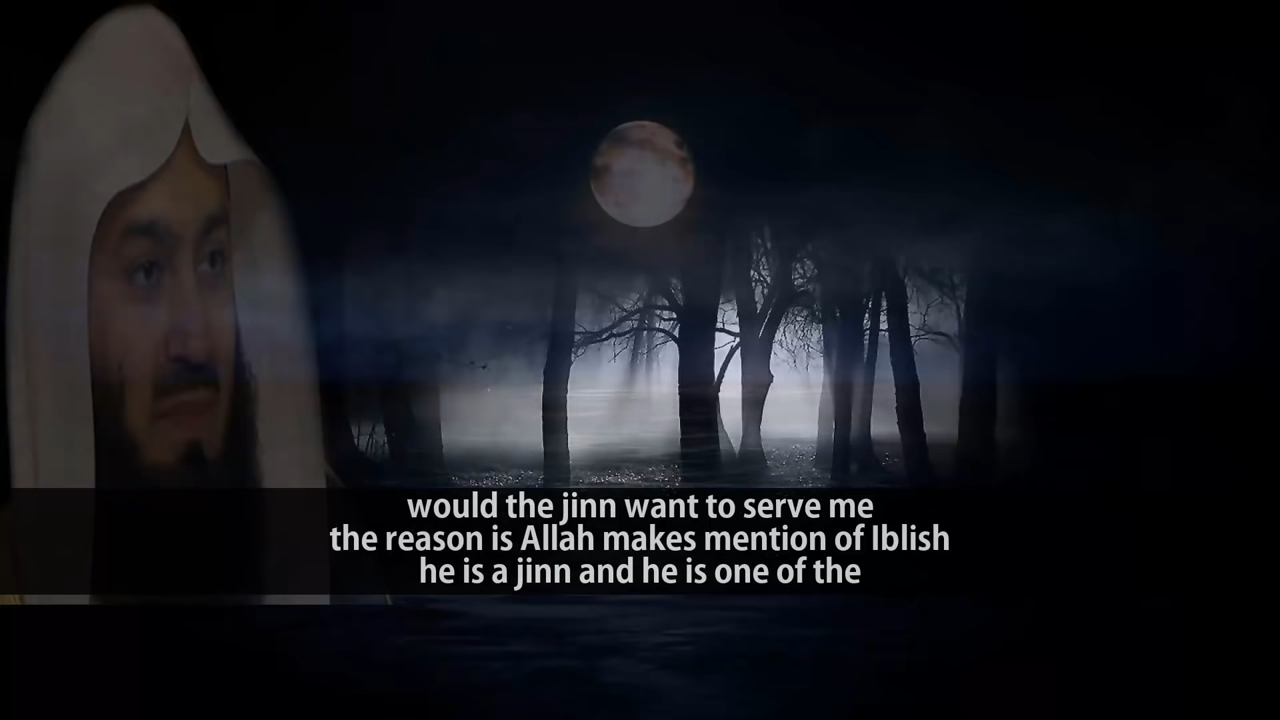 would the jinn want to serve me
the reason is Allah makes mention of Iblish
he is a jinn and he is one of the